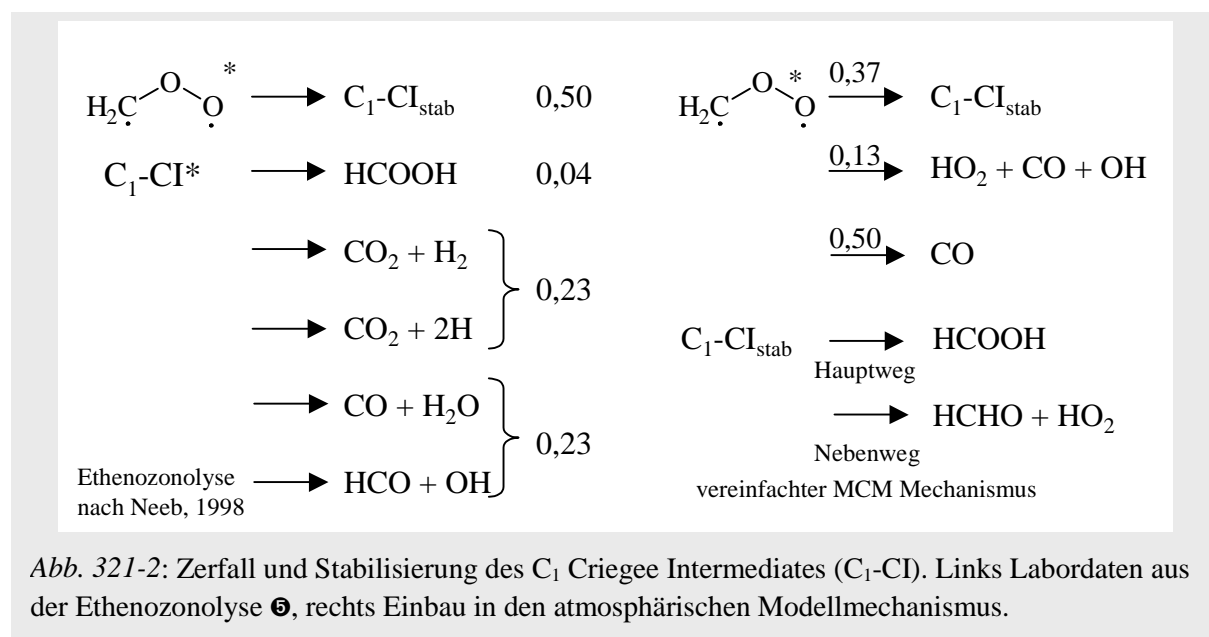 H₂C O O * → C₁-CI_stab 0,50
C₁-CI* → HCOOH 0,04
→ CO₂ + H₂
→ CO₂ + 2H
0,23
→ CO + H₂O
→ HCO + OH
0,23
Ethenozonolyse
nach Neeb, 1998
H₂C O O * 0,37 → C₁-CI_stab
0,13 → HO₂ + CO + OH
0,50 → CO
C₁-CI_stab → HCOOH
Hauptweg
→ HCHO + HO₂
Nebenweg
vereinfachter MCM Mechanismus
Abb. 321-2: Zerfall und Stabilisierung des C₁ Criegee Intermediates (C₁-CI). Links Labordaten aus
der Ethenozonolyse ❺, rechts Einbau in den atmosphärischen Modellmechanismus.